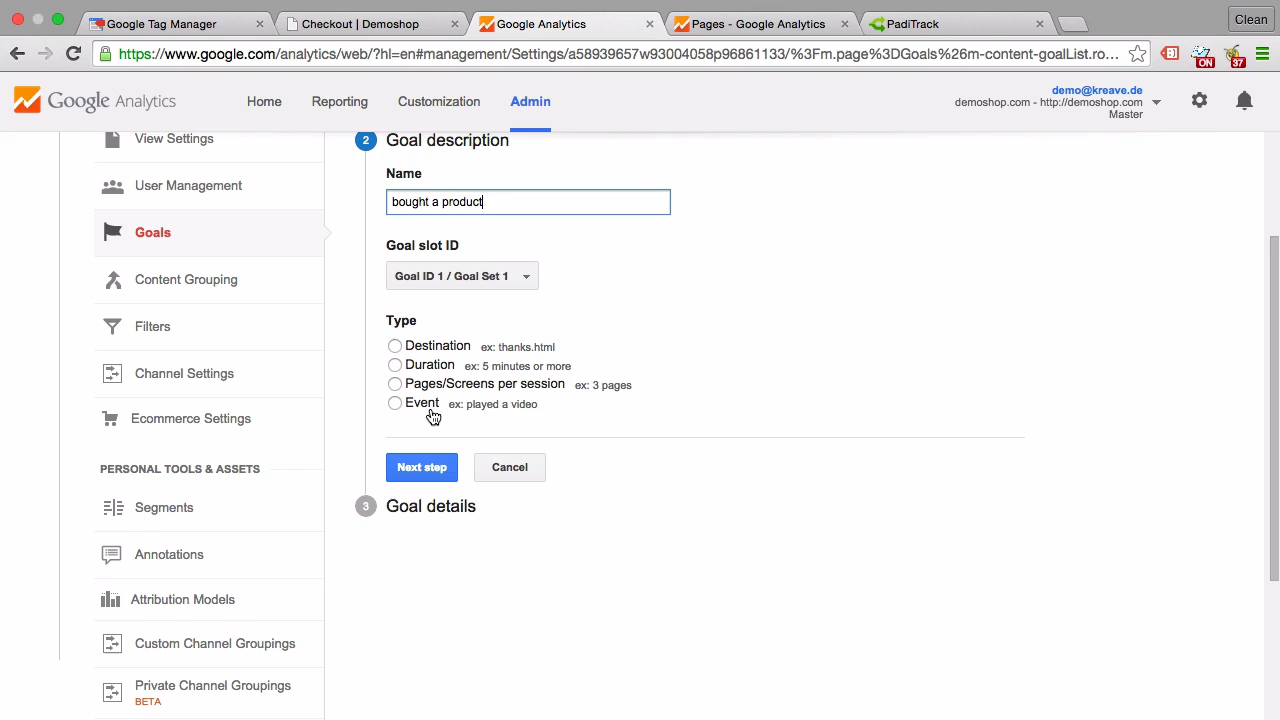 Google Tag Manager
Checkout | Demoshop
Google Analytics
Pages - Google Analytics
PadiTrack
Clean
https://www.google.com/analytics/web/?hl=en#management/Settings/a58939657w93004058p96861133/%3Fm.page%3DGoals%26m-content-goalList.ro...
ON
37
Google Analytics
Home
Reporting
Customization
Admin
demo@kreave.de
demoshop.com - http://demoshop.com
Master
View Settings
User Management
Goals
Content Grouping
Filters
Channel Settings
Ecommerce Settings
PERSONAL TOOLS & ASSETS
Segments
Annotations
Attribution Models
Custom Channel Groupings
Private Channel Groupings
BETA
2 Goal description
Name
bought a product
Goal slot ID
Goal ID 1 / Goal Set 1
Type
Destination ex: thanks.html
Duration ex: 5 minutes or more
Pages/Screens per session ex: 3 pages
Event ex: played a video
Next step Cancel
3 Goal details